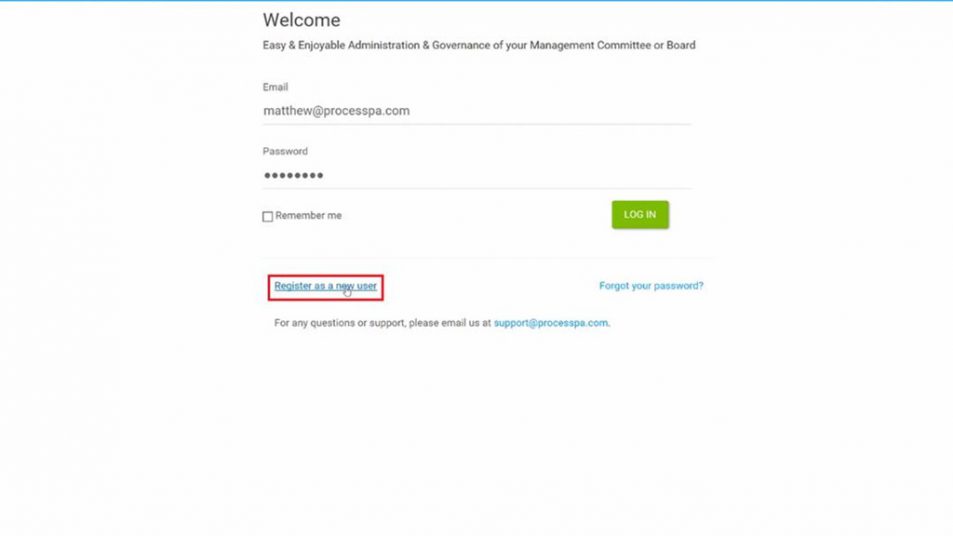 Welcome
Easy & Enjoyable Administration & Governance of your Management Committee or Board
Email
matthew@processpa.com
Password
••••••••
Remember me
LOG IN
Register as a new user
Forgot your password?
For any questions or support, please email us at support@processpa.com.